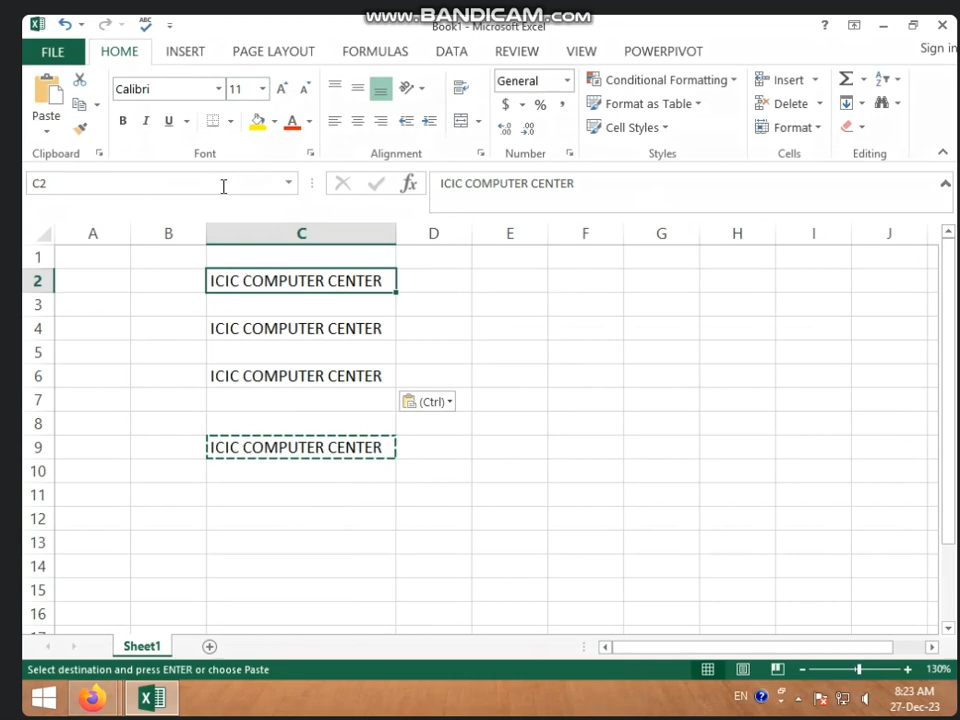 www.BANDICAM.com
Book1 - Microsoft Excel
FILE HOME INSERT PAGE LAYOUT FORMULAS DATA REVIEW VIEW POWERPIVOT Sign in
Calibri 11 General Conditional Formatting Insert
Paste $ % , Format as Table Delete
B I U A Cell Styles Format
Clipboard Font Alignment Number Styles Cells Editing
C2 fx ICIC COMPUTER CENTER
A B C D E F G H I J
1
2 ICIC COMPUTER CENTER
3
4 ICIC COMPUTER CENTER
5
6 ICIC COMPUTER CENTER
7 (Ctrl)
8
9 ICIC COMPUTER CENTER
10
11
12
13
14
15
16
17
Sheet1
Select destination and press ENTER or choose Paste 130%
EN 8:23 AM
27-Dec-23